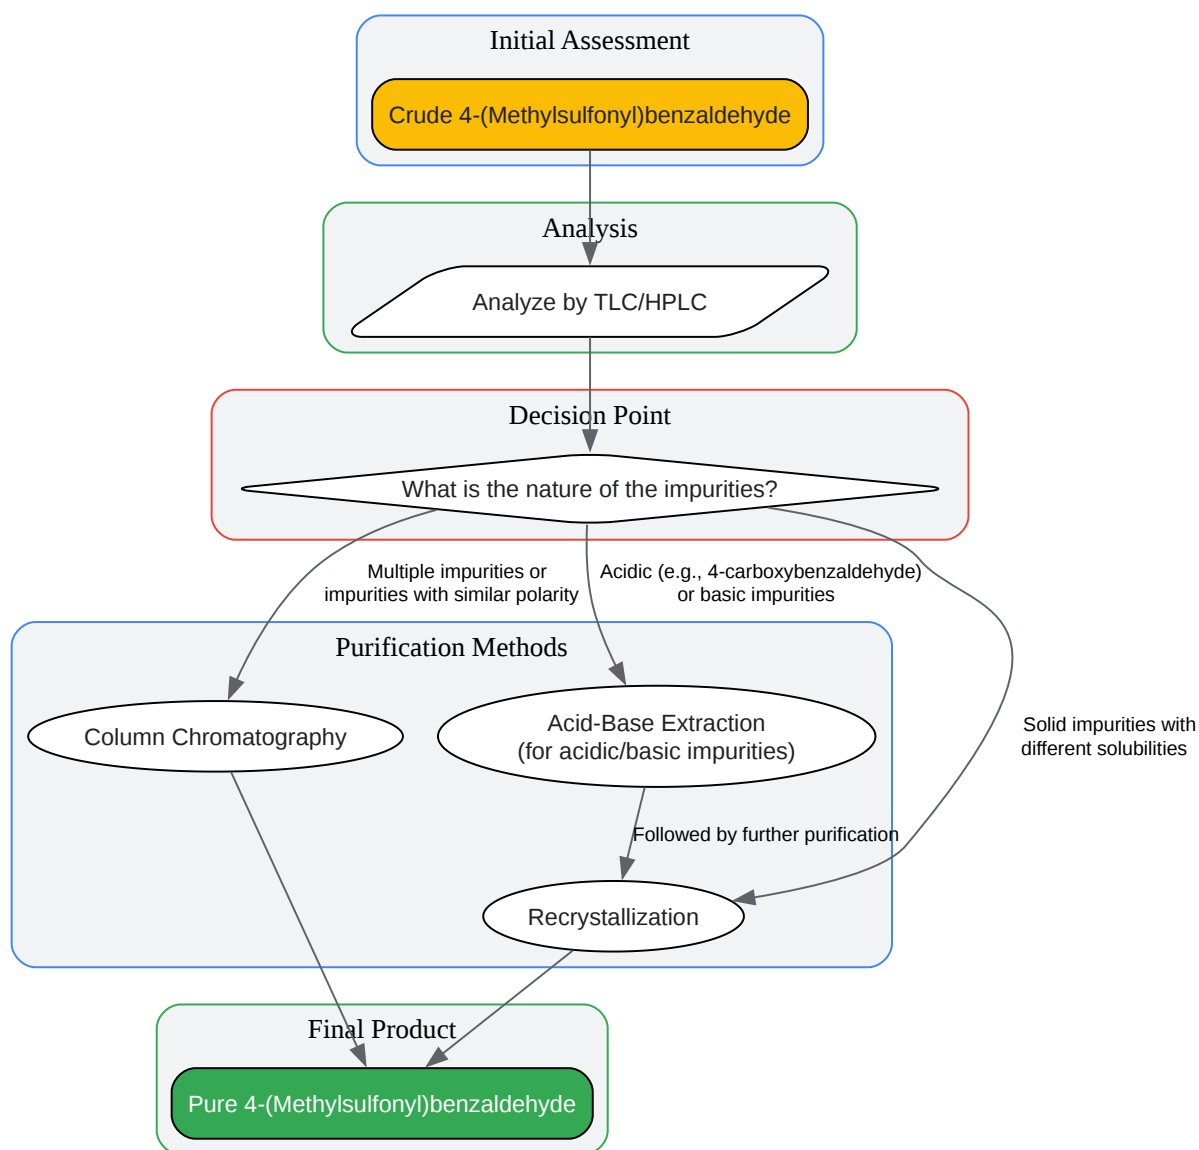 Initial Assessment
Crude 4-(Methylsulfonyl)benzaldehyde
Analysis
Analyze by TLC/HPLC
Decision Point
What is the nature of the impurities?
Multiple impurities or
impurities with similar polarity
Acidic (e.g., 4-carboxybenzaldehyde)
or basic impurities
Solid impurities with
different solubilities
Purification Methods
Column Chromatography
Acid-Base Extraction
(for acidic/basic impurities)
Followed by further purification
Recrystallization
Final Product
Pure 4-(Methylsulfonyl)benzaldehyde